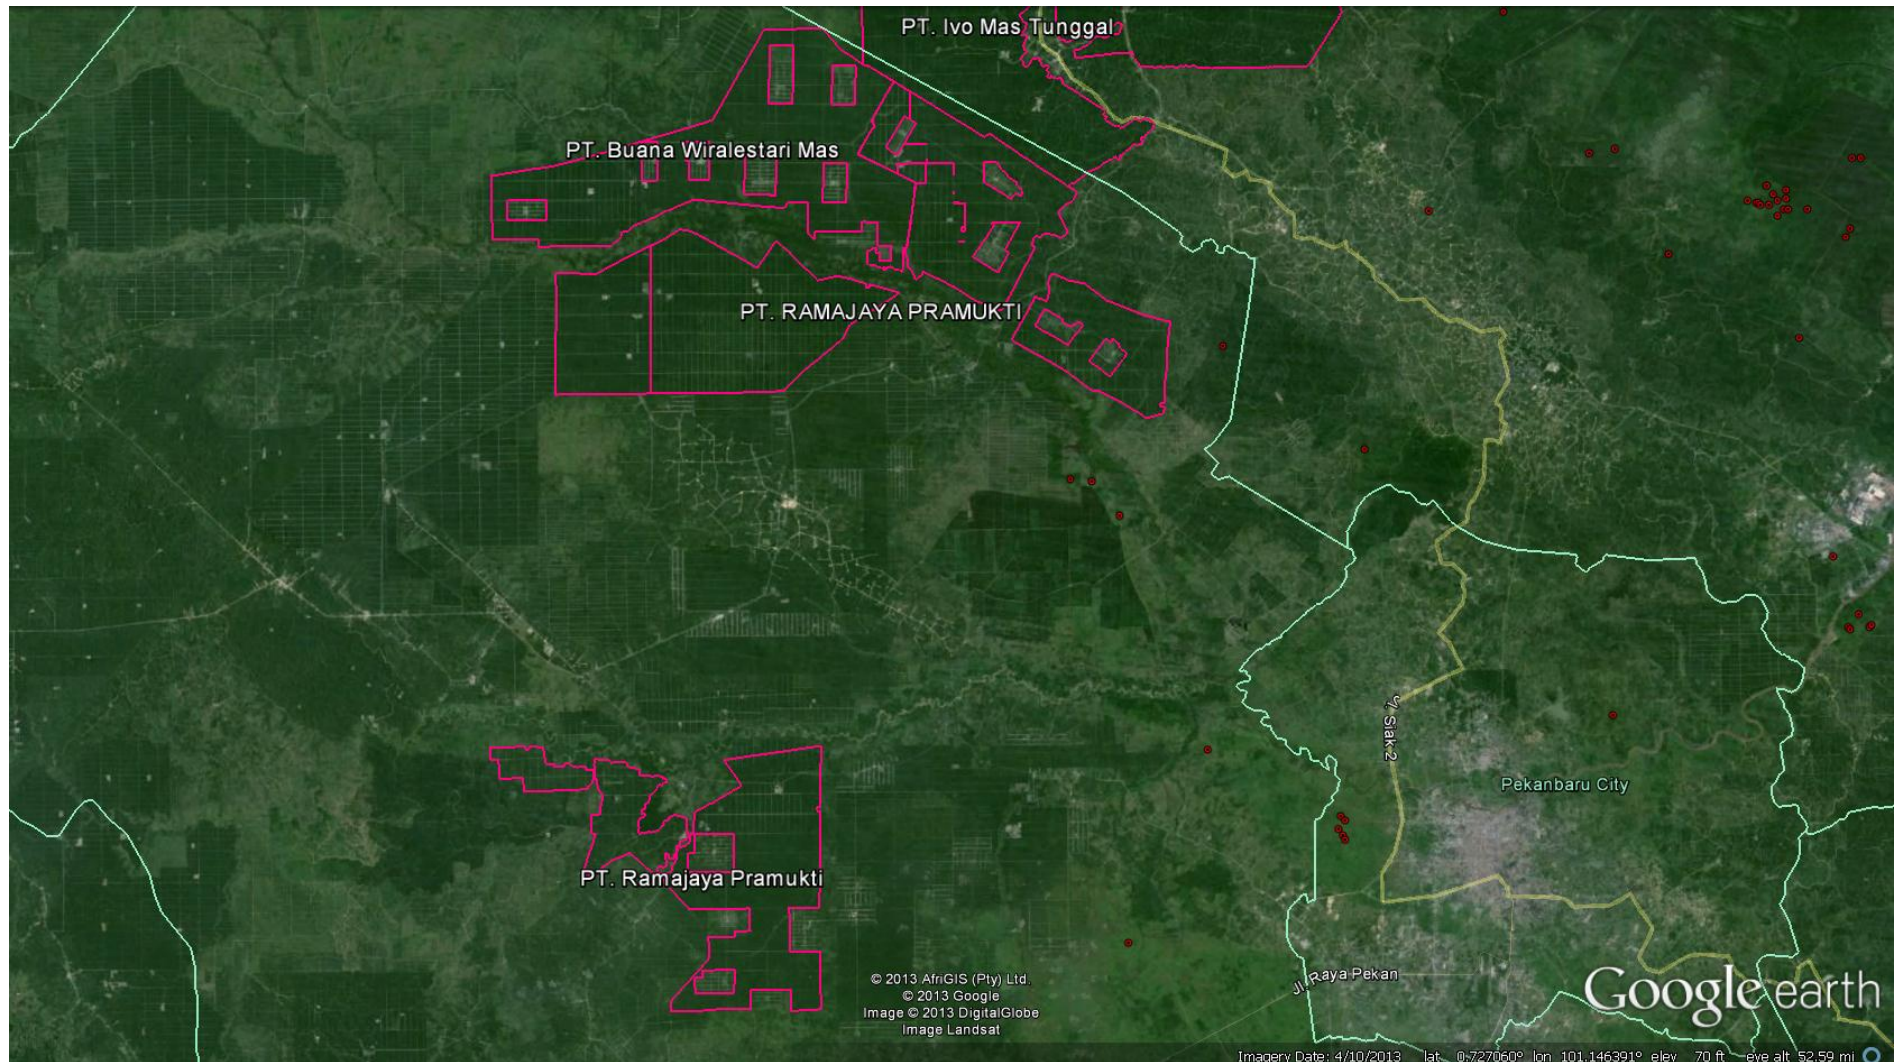 PT. Ivo Mas Tunggal
PT. Buana Wiralestari Mas
PT. RAMAJAYA PRAMUKTI
Jl. Siak 2
Pekanbaru City
PT. Ramajaya Pramukti
Jl. Raya Pekan
© 2013 AfriGIS (Pty) Ltd.
© 2013 Google
Image © 2013 DigitalGlobe
Image Landsat
Google earth
Imagery Date: 4/10/2013 lat 0.727060° lon 101.146391° elev 70 ft eye alt 52.59 mi